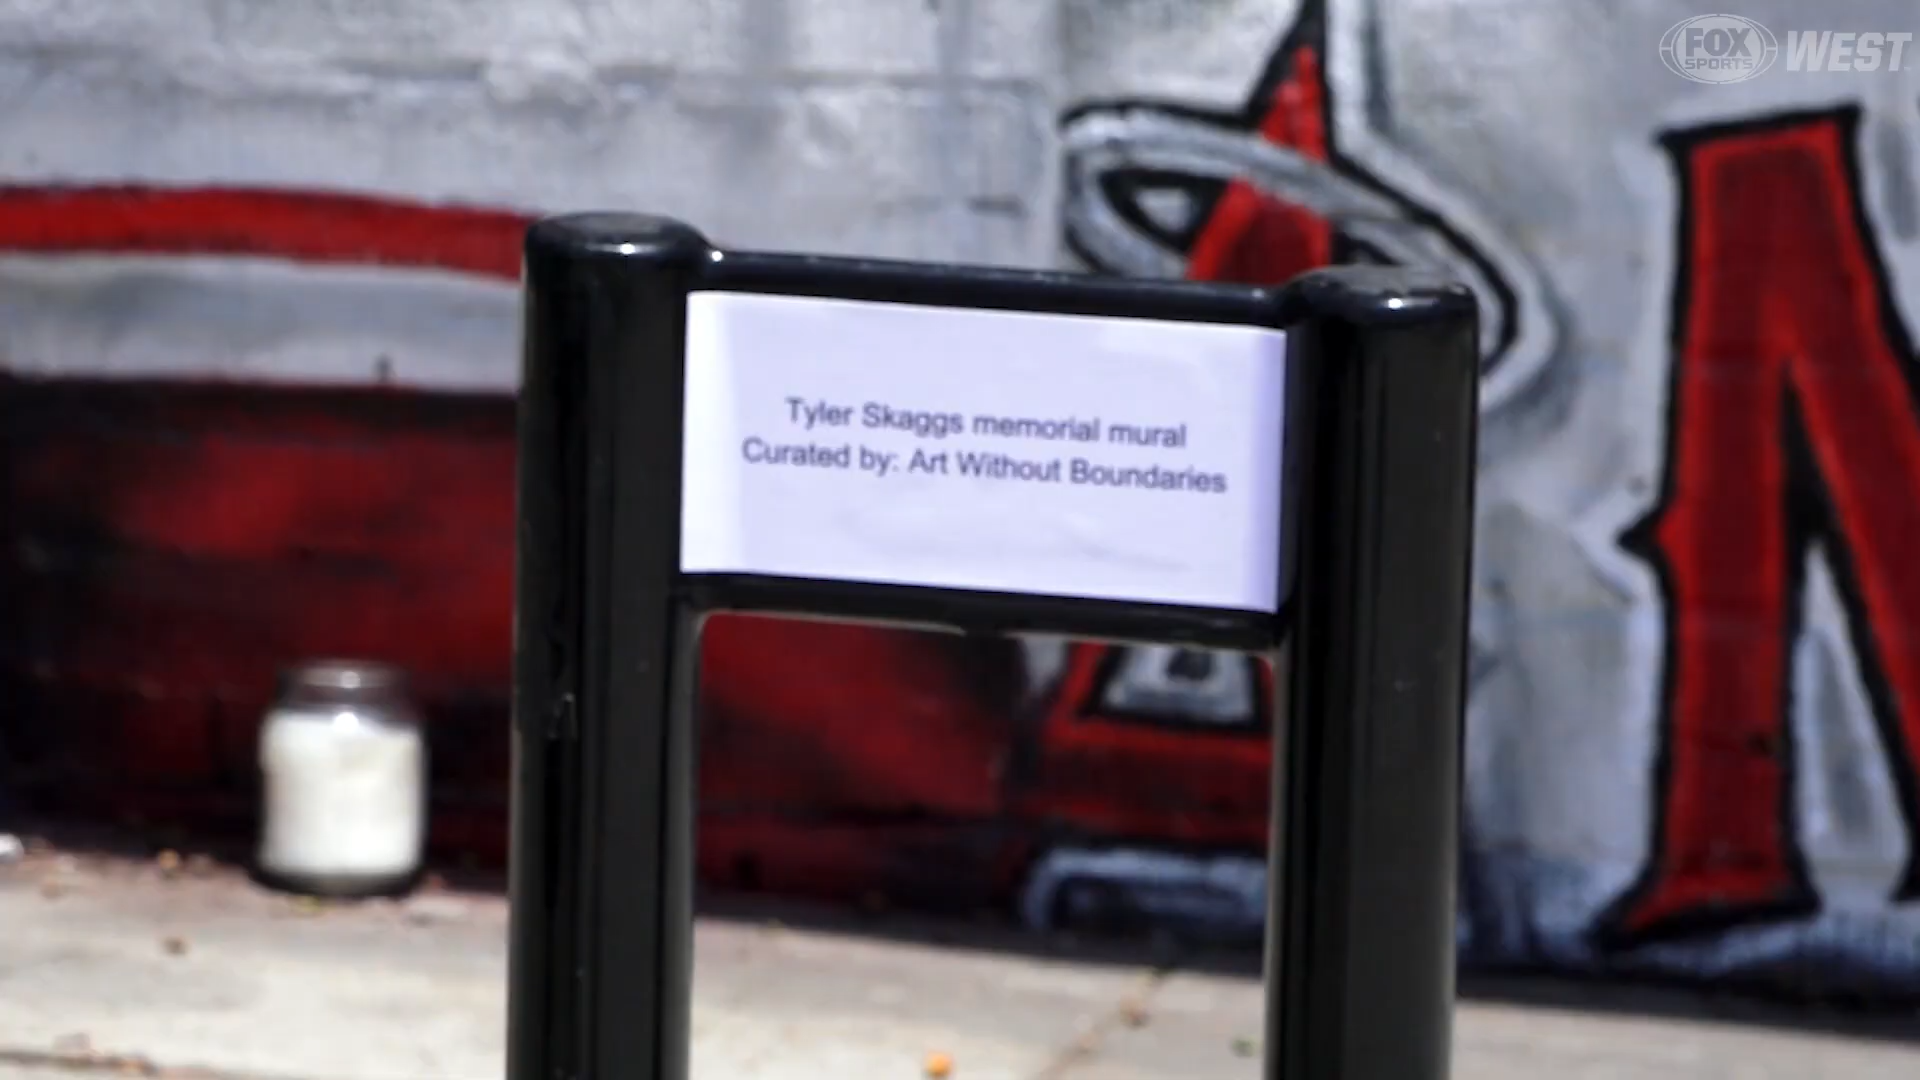 FOX
SPORTS
WEST
Tyler Skaggs memorial mural
Curated by: Art Without Boundaries